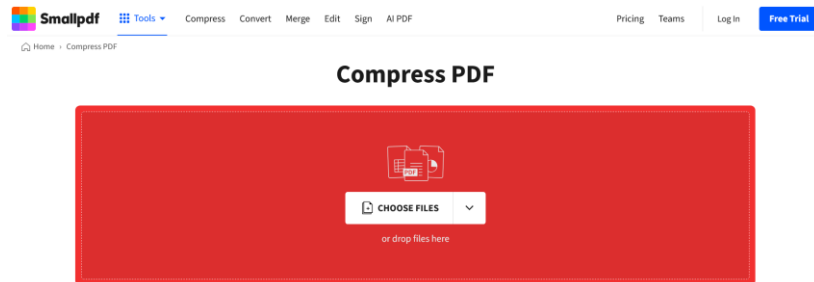 Smallpdf Tools Compress Convert Merge Edit Sign AI PDF Pricing Teams Log In Free Trial
Home › Compress PDF
Compress PDF
PDF
CHOOSE FILES
or drop files here